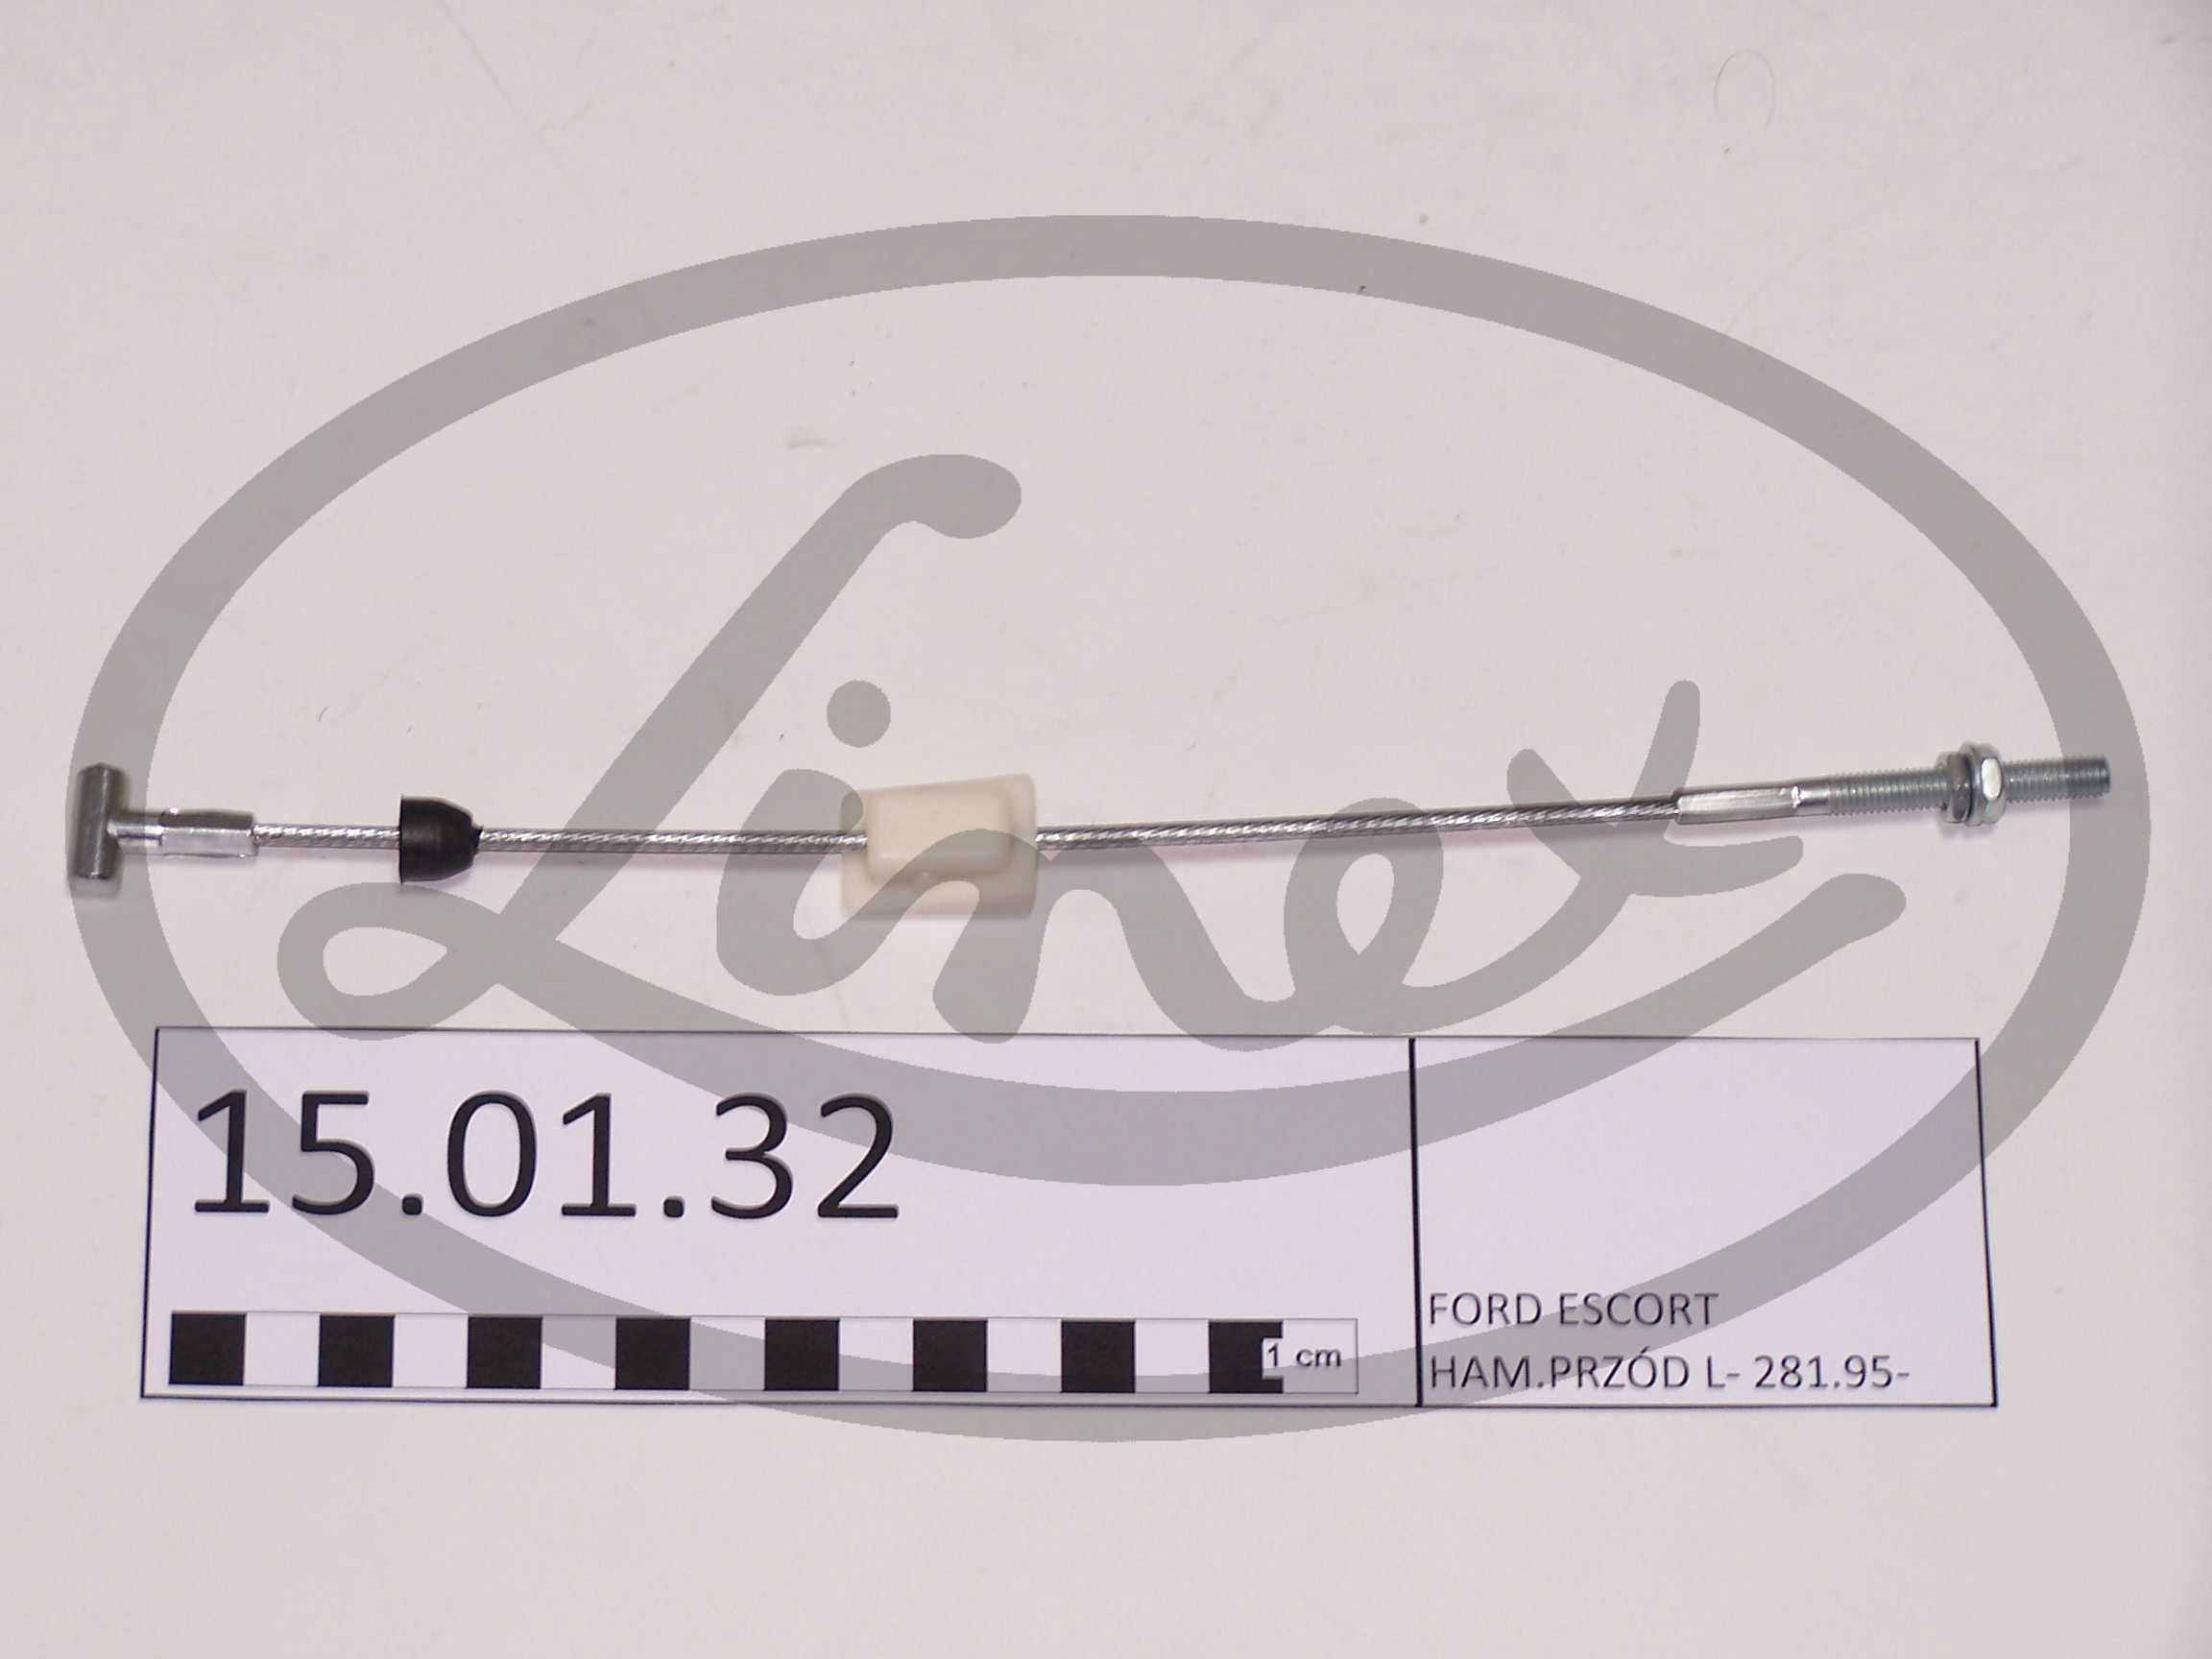 Linex
15.01.32
1 cm
FORD ESCORT
HAM.PRZÓD L- 281.95-